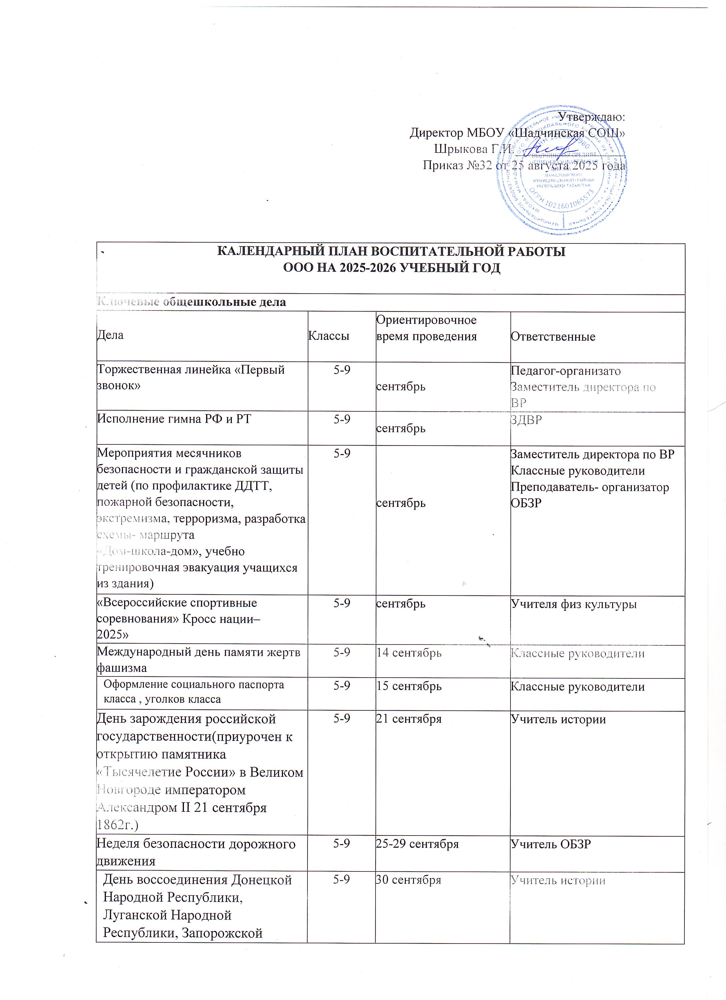 Утверждаю:
Директор МБОУ «Шадчинская СОШ»
Шрыкова Г.И.
Приказ №32 от 25 августа 2025 года
ОГРН 1021601065573
МАМАДЫШСКОГО
МУНИЦИПАЛЬНОГО РАЙОНА
РЕСПУБЛИКИ ТАТАРСТАН
КАЛЕНДАРНЫЙ ПЛАН ВОСПИТАТЕЛЬНОЙ РАБОТЫ
ООО НА 2025-2026 УЧЕБНЫЙ ГОД
Ключевые общешкольные дела
Дела
Классы
Ориентировочное
время проведения
Ответственные
Торжественная линейка «Первый
звонок»
5-9
сентябрь
Педагог-организато
Заместитель директора по
ВР
Исполнение гимна РФ и РТ
5-9
сентябрь
ЗДВР
Мероприятия месячников
безопасности и гражданской защиты
детей (по профилактике ДДТТ,
пожарной безопасности,
экстремизма, терроризма, разработка
схемы- маршрута
«Дом-школа-дом», учебно
тренировочная эвакуация учащихся
из здания)
5-9
сентябрь
Заместитель директора по ВР
Классные руководители
Преподаватель- организатор
ОБЗР
«Всероссийские спортивные
соревнования» Кросс нации–
2025»
5-9
сентябрь
Учителя физ культуры
Международный день памяти жертв
фашизма
5-9
14 сентябрь
Классные руководители
Оформление социального паспорта
класса , уголков класса
5-9
15 сентябрь
Классные руководители
День зарождения российской
государственности(приурочен к
открытию памятника
«Тысячелетие России» в Великом
Новгороде императором
Александром II 21 сентября
1862г.)
5-9
21 сентября
Учитель истории
Неделя безопасности дорожного
движения
5-9
25-29 сентября
Учитель ОБЗР
День воссоединения Донецкой
Народной Республики,
Луганской Народной
Республики, Запорожской
5-9
30 сентября
Учитель истории